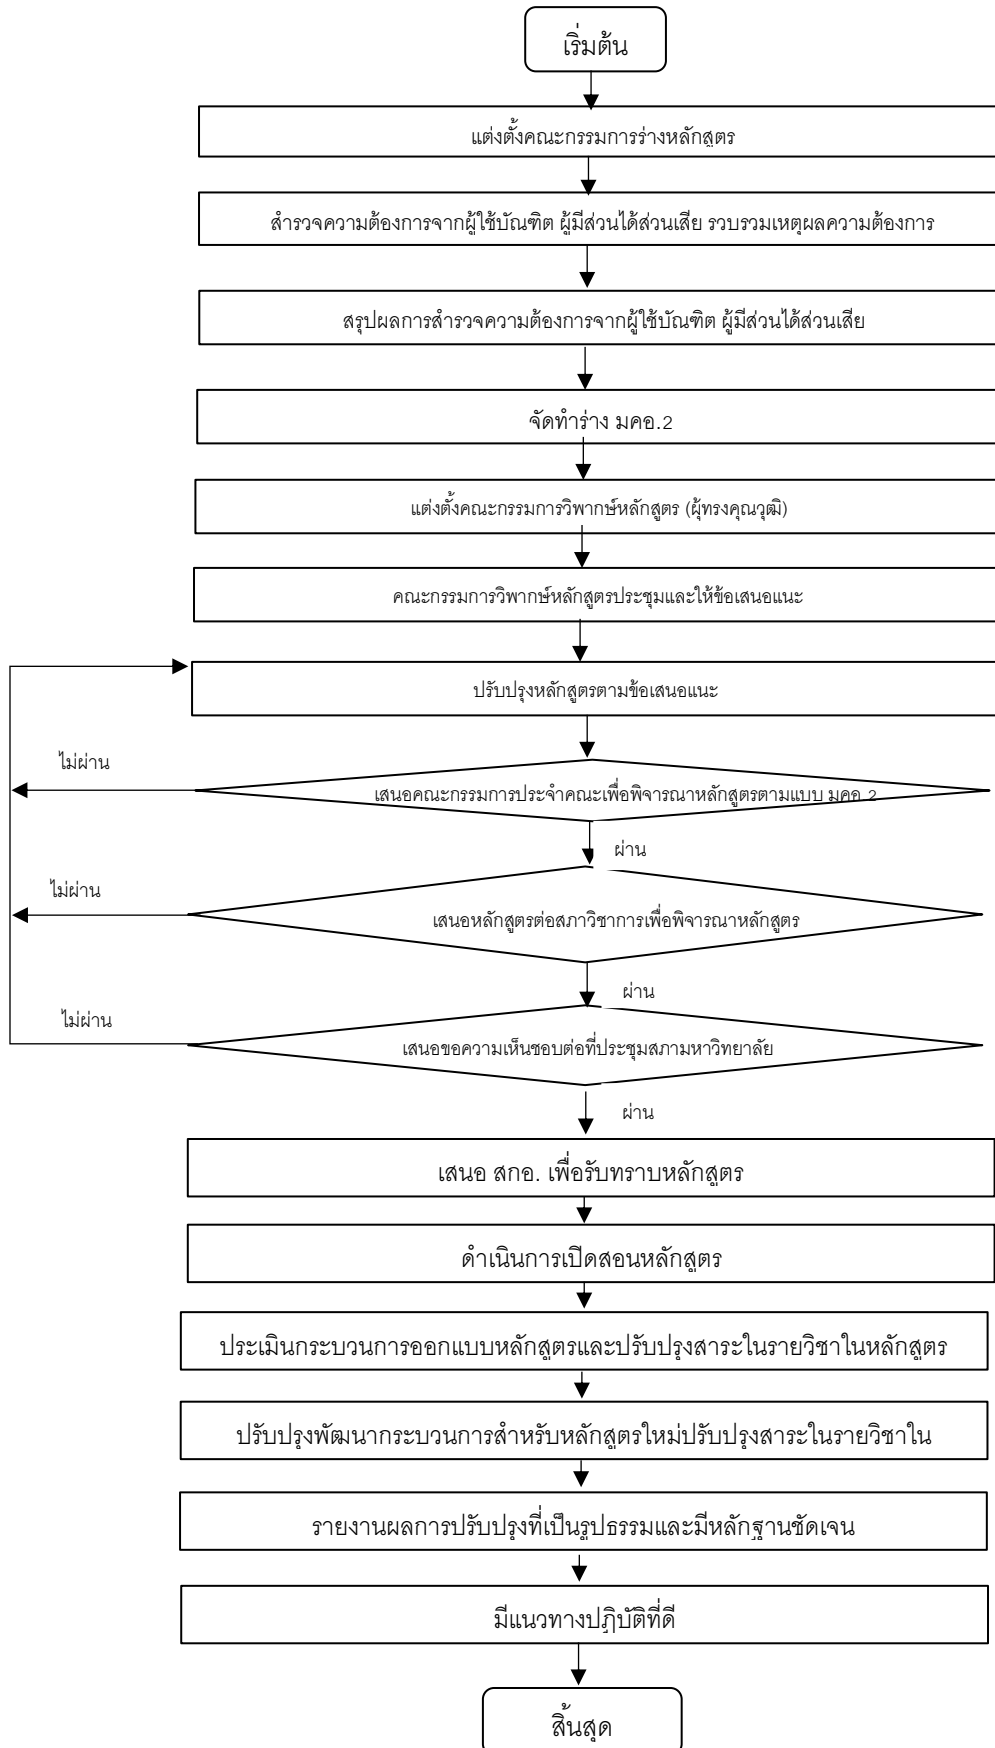 เริ่มต้น
แต่งตั้งคณะกรรมการร่างหลักสูตร
สำรวจความต้องการจากผู้ใช้บัณฑิต ผู้มีส่วนได้ส่วนเสีย รวบรวมเหตุผลความต้องการ
สรุปผลการสำรวจความต้องการจากผู้ใช้บัณฑิต ผู้มีส่วนได้ส่วนเสีย
จัดทำร่าง มคอ.2
แต่งตั้งคณะกรรมการวิพากษ์หลักสูตร (ผุ้ทรงคุณวุฒิ)
คณะกรรมการวิพากษ์หลักสูตรประชุมและให้ข้อเสนอแนะ
ปรับปรุงหลักสูตรตามข้อเสนอแนะ
ไม่ผ่าน
เสนอคณะกรรมการประจำคณะเพื่อพิจารณาหลักสูตรตามแบบ มคอ.2
ผ่าน
ไม่ผ่าน
เสนอหลักสูตรต่อสภาวิชาการเพื่อพิจารณาหลักสูตร
ผ่าน
ไม่ผ่าน
เสนอขอความเห็นชอบต่อที่ประชุมสภามหาวิทยาลัย
ผ่าน
เสนอ สกอ. เพื่อรับทราบหลักสูตร
ดำเนินการเปิดสอนหลักสูตร
ประเมินกระบวนการออกแบบหลักสูตรและปรับปรุงสาระในรายวิชาในหลักสูตร
ปรับปรุงพัฒนากระบวนการสำหรับหลักสูตรใหม่ปรับปรุงสาระในรายวิชาใน
รายงานผลการปรับปรุงที่เป็นรูปธรรมและมีหลักฐานชัดเจน
มีแนวทางปฏิบัติที่ดี
สิ้นสุด